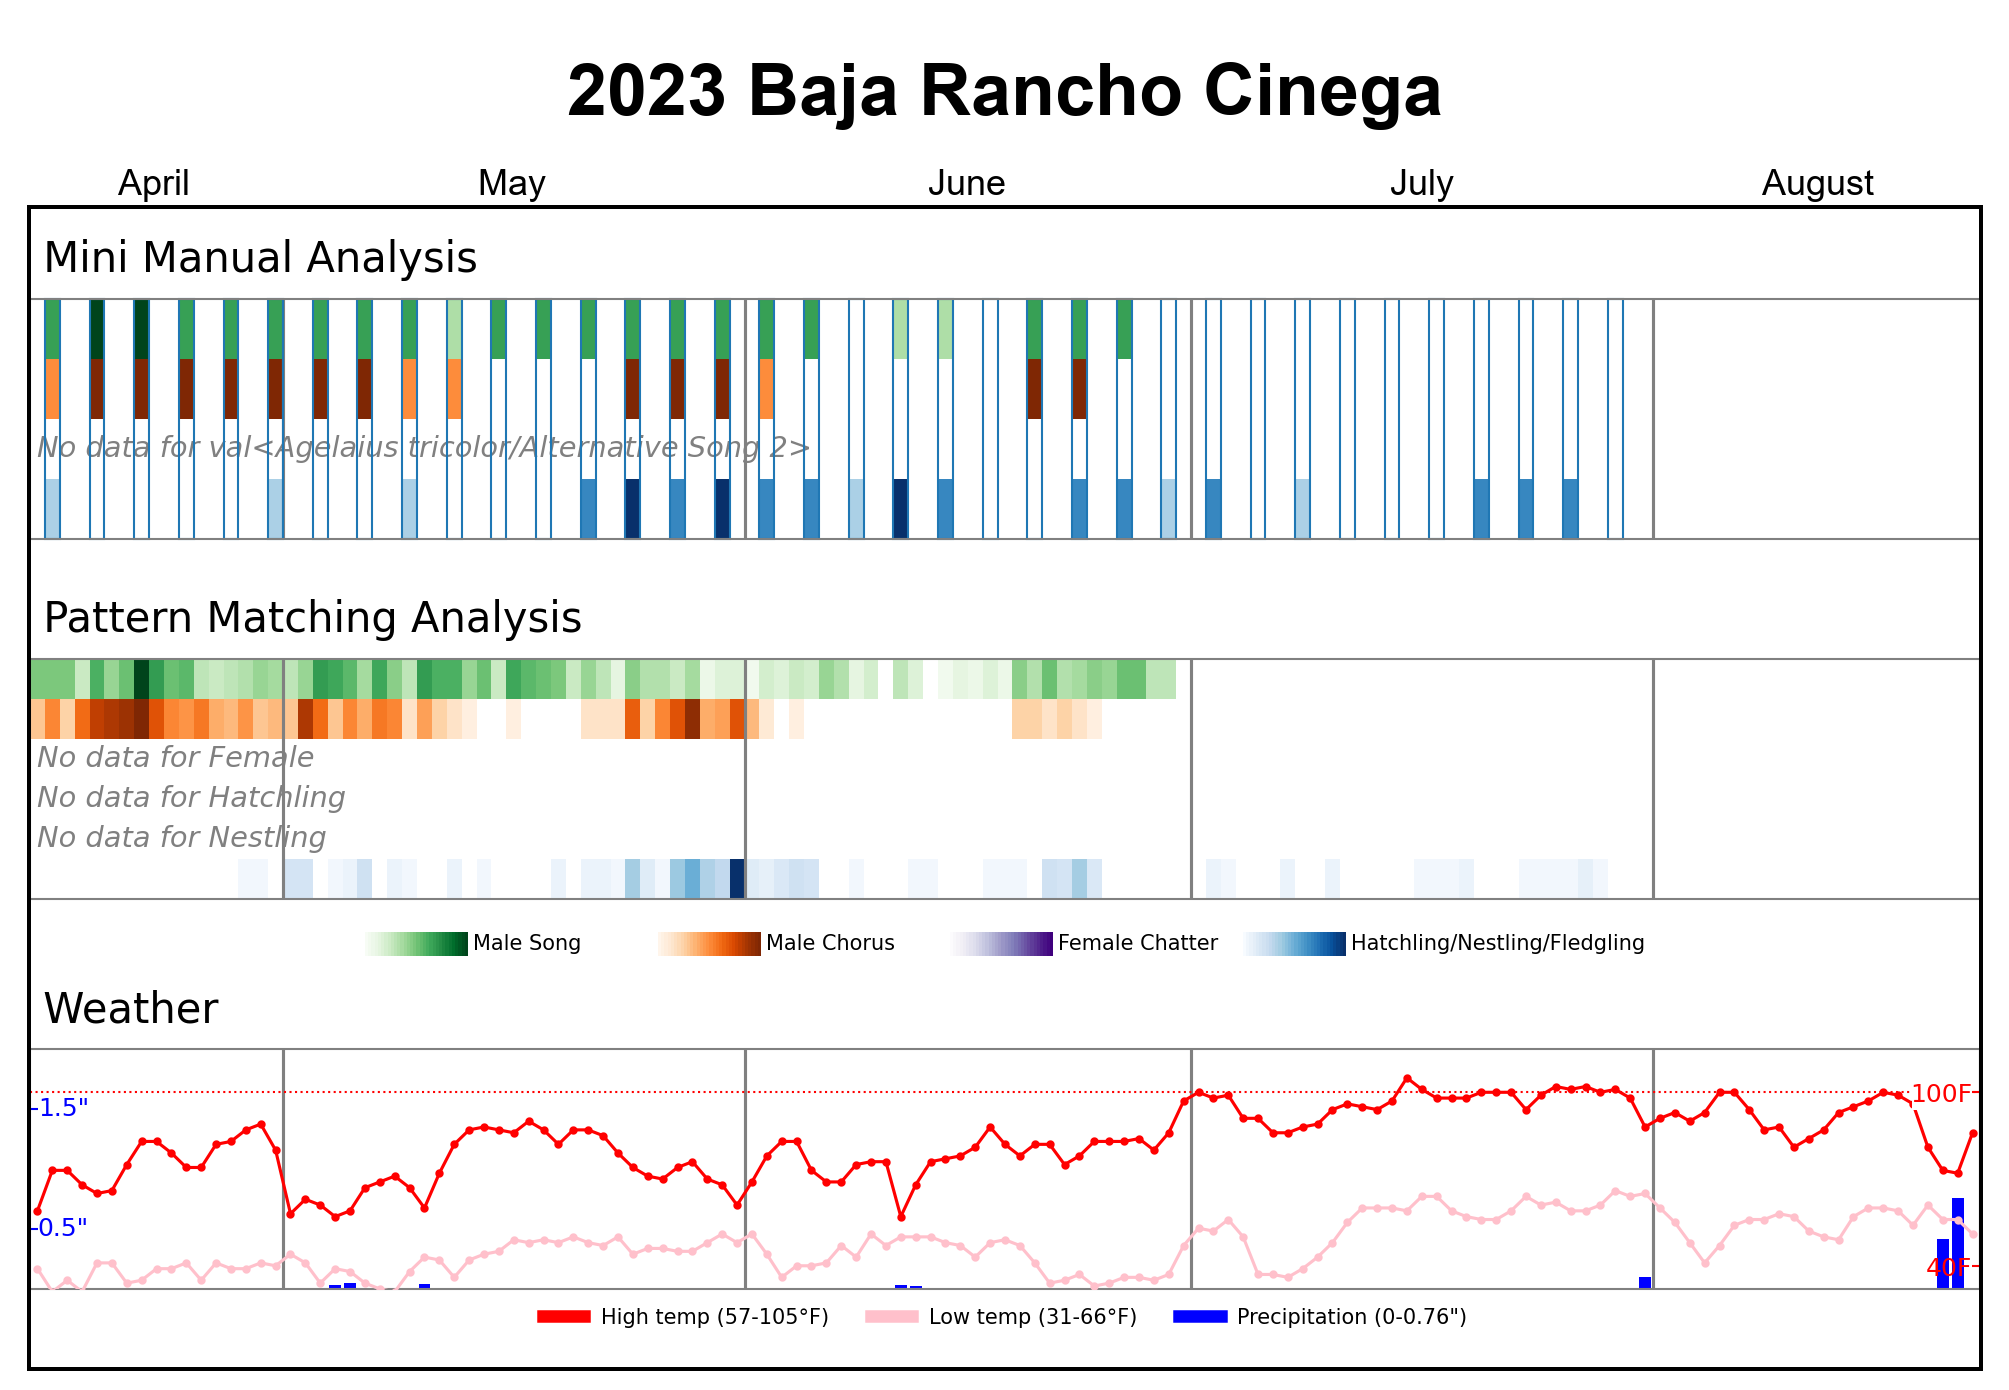 2023 Baja Rancho Cinega
April May June July August
Mini Manual Analysis
No data for val<Agelaius tricolor/Alternative Song 2>
Pattern Matching Analysis
No data for Female
No data for Hatchling
No data for Nestling
Male Song Male Chorus Female Chatter Hatchling/Nestling/Fledgling
Weather
100F
1.5"
0.5"
40F
High temp (57-105°F) Low temp (31-66°F) Precipitation (0-0.76")